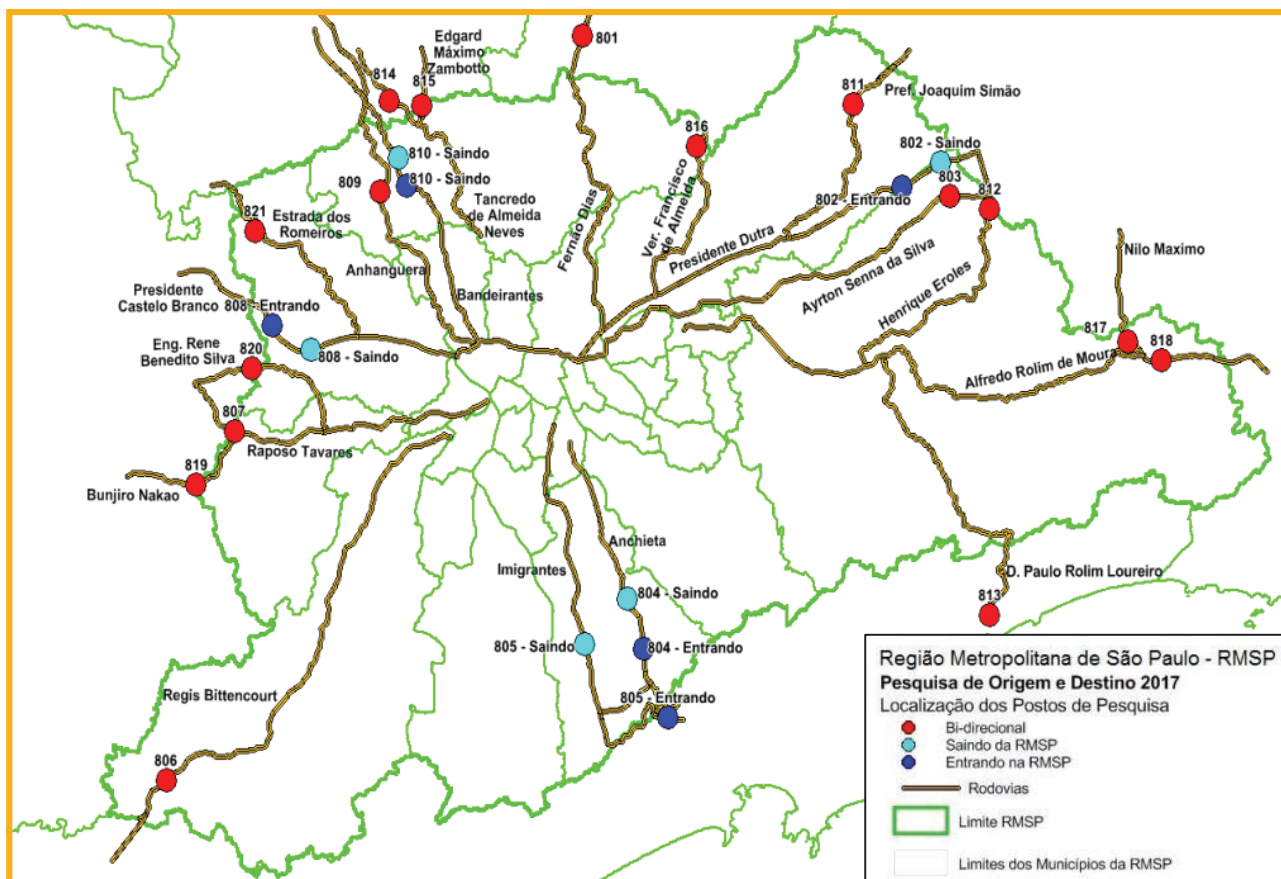 Edgard
Máximo
Zambotto
801
814
815
811
Pref. Joaquim Simão
816
802 - Saindo
810 - Saindo
810 - Saindo
809
803
812
802 - Entrando
821
Estrada dos
Romeiros
Tancredo
de Almeida
Neves
Fernão Dias
Ver. Francisco
de Almeida
Presidente Dutra
Nilo Maximo
Anhangueral
Bandeirantes
Ayrton Senna da Silva
Henrique Eroles
Presidente
Castelo Branco
808 - Entrando
808 - Saindo
Eng. Rene
Benedito Silva
820
817
818
Alfredo Rolim de Moura
807
Raposo Tavares
819
Bunjiro Nakao
Anchieta
Imigrantes
D. Paulo Rolim Loureiro
804 - Saindo
813
805 - Saindo
804 - Entrando
Regis Bittencourt
805 - Entrando
806
Região Metropolitana de São Paulo - RMSP
Pesquisa de Origem e Destino 2017
Localização dos Postos de Pesquisa
Bi-direcional
Saindo da RMSP
Entrando na RMSP
Rodovias
Limite RMSP
Limites dos Municípios da RMSP